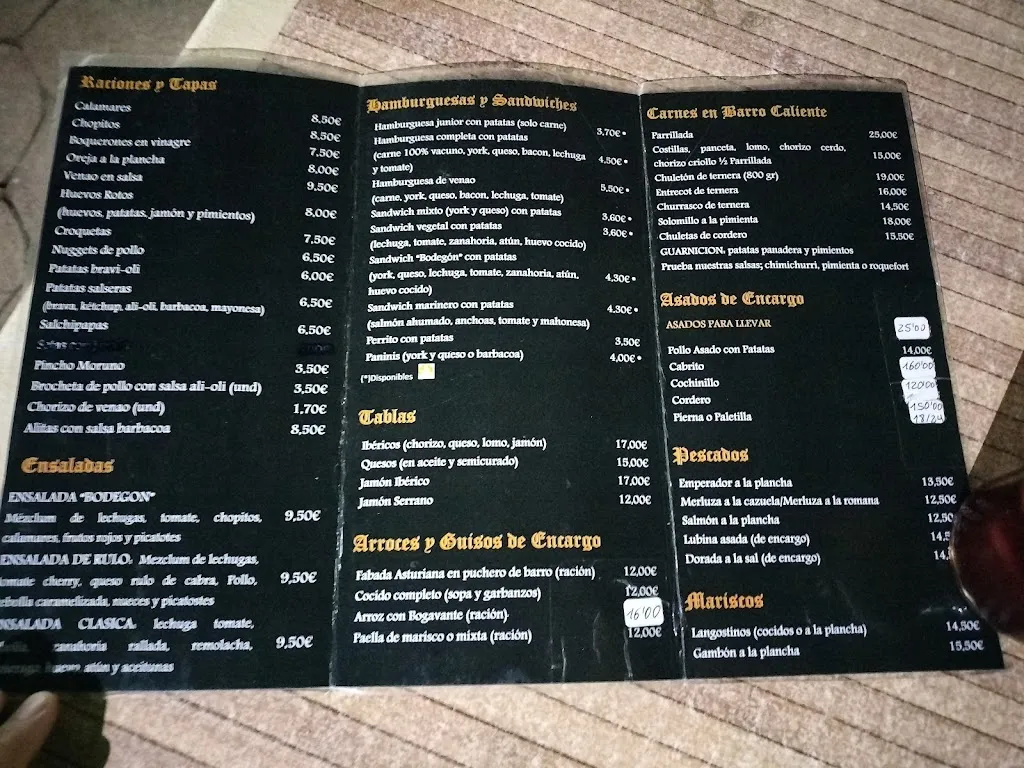 Raciones y Tapas
Calamares 8,50€
Chopitos 8,50€
Boquerones en vinagre 7,50€
Oreja a la plancha 8,00€
Venao en salsa 9,50€
Huevos Rotos
(huevos, patatas, jamón y pimientos) 8,00€
Croquetas 7,50€
Nuggets de pollo 6,50€
Patatas bravi-oli 6,00€
Patatas salseras
(brava, kétchup, ali-oli, barbacoa, mayonesa) 6,50€
Salchipapas 6,50€
Pincho Moruno 3,50€
Brocheta de pollo con salsa ali-oli (und) 3,50€
Chorizo de venao (und) 1,70€
Alitas con salsa barbacoa 8,50€
Ensaladas
ENSALADA "BODEGON"
Mézclum de lechugas, tomate, chopitos, 9,50€
calamares, frutos rojos y picatotes
ENSALADA DE RULO: Mezclum de lechugas,
tomate cherry, queso rulo de cabra, Pollo, 9,50€
cebolla caramelizada, nueces y picatostes
ENSALADA CLASICA: lechuga tomate,
zanahoria rallada, remolacha, 9,50€
huevo, atún y aceitunas
Hamburguesas y Sandwiches
Hamburguesa junior con patatas (solo carne) 3,70€*
Hamburguesa completa con patatas
(carne 100% vacuno, york, queso, bacon, lechuga 4,50€*
y tomate)
Hamburguesa de venao 5,50€*
(carne, york, queso, bacon, lechuga, tomate)
Sandwich mixto (york y queso) con patatas 3,60€*
Sandwich vegetal con patatas 3,60€*
(lechuga, tomate, zanahoria, atún, huevo cocido)
Sandwich "Bodegón" con patatas
(york, queso, lechuga, tomate, zanahoria, atún, 4,30€*
huevo cocido)
Sandwich marinero con patatas 4,30€*
(salmón ahumado, anchoas, tomate y mahonesa)
Perrito con patatas 3,50€
Paninis (york y queso o barbacoa) 4,00€*
(*)Disponibles
Tablas
Ibéricos (chorizo, queso, lomo, jamón) 17,00€
Quesos (en aceite y semicurado) 15,00€
Jamón Ibérico 17,00€
Jamón Serrano 12,00€
Arroces y Guisos de Encargo
Fabada Asturiana en puchero de barro (ración) 12,00€
Cocido completo (sopa y garbanzos) 12,00€
Arroz con Bogavante (ración) 16'00
Paella de marisco o mixta (ración) 12,00€
Carnes en Barro Caliente
Parrillada 25,00€
Costillas, panceta, lomo, chorizo cerdo,
chorizo criollo ½ Parrillada 15,00€
Chuletón de ternera (800 gr) 19,00€
Entrecot de ternera 16,00€
Churrasco de ternera 14,50€
Solomillo a la pimienta 18,00€
Chuletas de cordero 15,50€
GUARNICION: patatas panadera y pimientos
Prueba nuestras salsas; chimichurri, pimienta o roquefort
Asados de Encargo
ASADOS PARA LLEVAR 25'00
Pollo Asado con Patatas 14,00€
Cabrito 160'00
Cochinillo 120'00
Cordero 150'00
Pierna o Paletilla 18/24
Pescados
Emperador a la plancha 13,50€
Merluza a la cazuela/Merluza a la romana 12,50€
Salmón a la plancha 12,50
Lubina asada (de encargo) 14,5
Dorada a la sal (de encargo) 14,
Mariscos
Langostinos (cocidos o a la plancha) 14,50€
Gambón a la plancha 15,50€